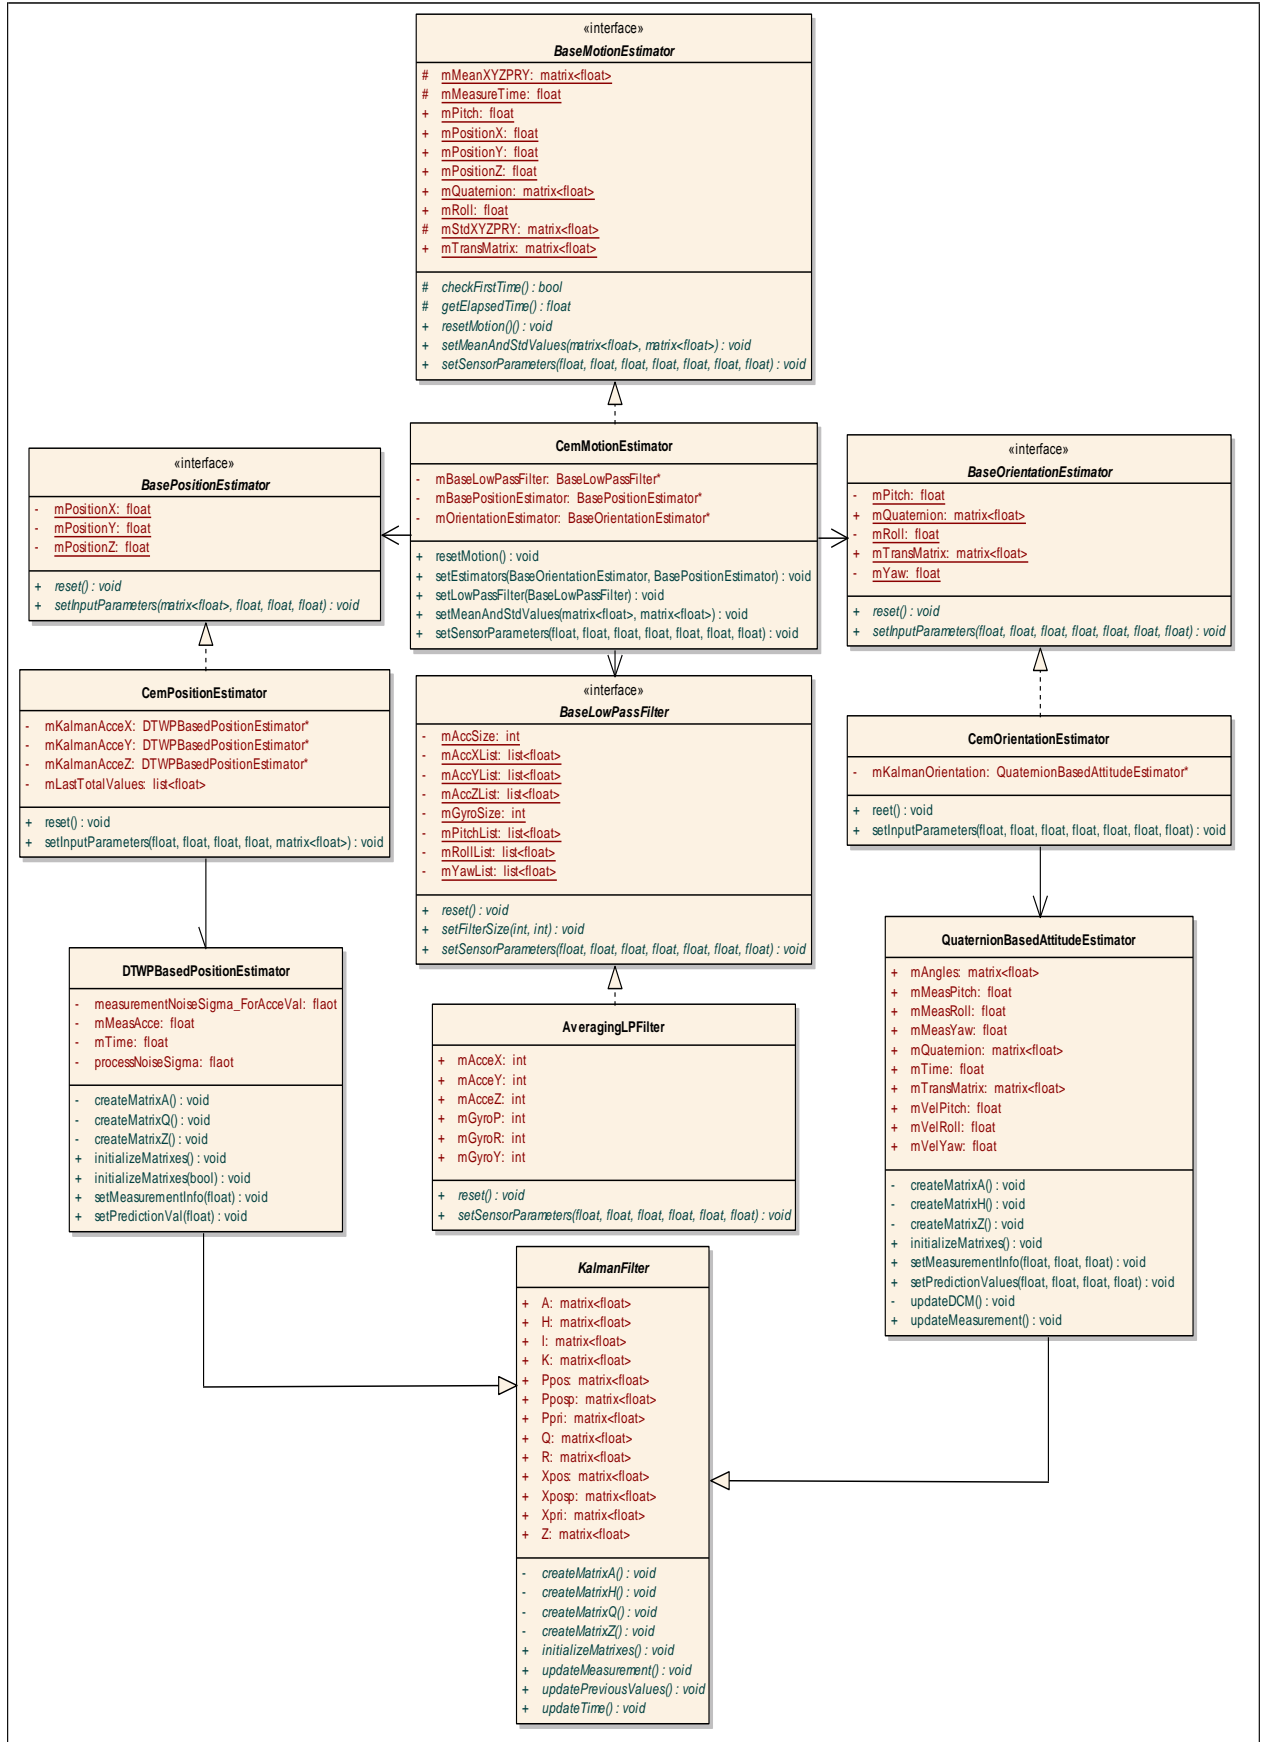 «interface»
BaseMotionEstimator
# mMeanXYZPRY: matrix<float>
# mMeasureTime: float
+ mPitch: float
+ mPositionX: float
+ mPositionY: float
+ mPositionZ: float
+ mQuaternion: matrix<float>
+ mRoll: float
# mStdXYZPRY: matrix<float>
+ mTransMatrix: matrix<float>
# checkFirstTime() : bool
# getElapsedTime() : float
+ resetMotion()() : void
+ setMeanAndStdValues(matrix<float>, matrix<float>) : void
+ setSensorParameters(float, float, float, float, float, float, float) : void
«interface»
BasePositionEstimator
- mPositionX: float
- mPositionY: float
- mPositionZ: float
+ reset() : void
+ setInputParameters(matrix<float>, float, float, float) : void
CemMotionEstimator
- mBaseLowPassFilter: BaseLowPassFilter*
- mBasePositionEstimator: BasePositionEstimator*
- mOrientationEstimator: BaseOrientationEstimator*
+ resetMotion() : void
+ setEstimators(BaseOrientationEstimator, BasePositionEstimator) : void
+ setLowPassFilter(BaseLowPassFilter) : void
+ setMeanAndStdValues(matrix<float>, matrix<float>) : void
+ setSensorParameters(float, float, float, float, float, float, float) : void
«interface»
BaseOrientationEstimator
- mPitch: float
+ mQuaternion: matrix<float>
- mRoll: float
+ mTransMatrix: matrix<float>
- mYaw: float
+ reset() : void
+ setInputParameters(float, float, float, float, float, float, float) : void
CemPositionEstimator
- mKalmanAcceX: DTWPBasedPositionEstimator*
- mKalmanAcceY: DTWPBasedPositionEstimator*
- mKalmanAcceZ: DTWPBasedPositionEstimator*
- mLastTotalValues: list<float>
+ reset() : void
+ setInputParameters(float, float, float, float, matrix<float>) : void
«interface»
BaseLowPassFilter
- mAccSize: int
- mAccXList: list<float>
- mAccYList: list<float>
- mAccZList: list<float>
- mGyroSize: int
- mPitchList: list<float>
- mRollList: list<float>
- mYawList: list<float>
+ reset() : void
+ setFilterSize(int, int) : void
+ setSensorParameters(float, float, float, float, float, float, float) : void
CemOrientationEstimator
- mKalmanOrientation: QuaternionBasedAttitudeEstimator*
+ reet() : void
+ setInputParameters(float, float, float, float, float, float, float) : void
DTWPBasedPositionEstimator
- measurementNoiseSigma_ForAcceVal: flaot
- mMeasAcce: float
- mTime: float
- processNoiseSigma: flaot
- createMatrixA() : void
- createMatrixQ() : void
- createMatrixZ() : void
+ initializeMatrixes() : void
+ initializeMatrixes(bool) : void
+ setMeasurementInfo(float) : void
+ setPredictionVal(float) : void
AveragingLPFilter
+ mAcceX: int
+ mAcceY: int
+ mAcceZ: int
+ mGyroP: int
+ mGyroR: int
+ mGyroY: int
+ reset() : void
+ setSensorParameters(float, float, float, float, float, float) : void
QuaternionBasedAttitudeEstimator
+ mAngles: matrix<float>
+ mMeasPitch: float
+ mMeasRoll: float
+ mMeasYaw: float
+ mQuaternion: matrix<float>
+ mTime: float
+ mTransMatrix: matrix<float>
+ mVelPitch: float
+ mVelRoll: float
+ mVelYaw: float
- createMatrixA() : void
- createMatrixH() : void
- createMatrixZ() : void
+ initializeMatrixes() : void
+ setMeasurementInfo(float, float, float) : void
+ setPredictionValues(float, float, float, float) : void
- updateDCM() : void
+ updateMeasurement() : void
KalmanFilter
+ A: matrix<float>
+ H: matrix<float>
+ I: matrix<float>
+ K: matrix<float>
+ Ppos: matrix<float>
+ Pposp: matrix<float>
+ Ppri: matrix<float>
+ Q: matrix<float>
+ R: matrix<float>
+ Xpos: matrix<float>
+ Xposp: matrix<float>
+ Xpri: matrix<float>
+ Z: matrix<float>
- createMatrixA() : void
- createMatrixH() : void
- createMatrixQ() : void
- createMatrixZ() : void
+ initializeMatrixes() : void
+ updateMeasurement() : void
+ updatePreviousValues() : void
+ updateTime() : void